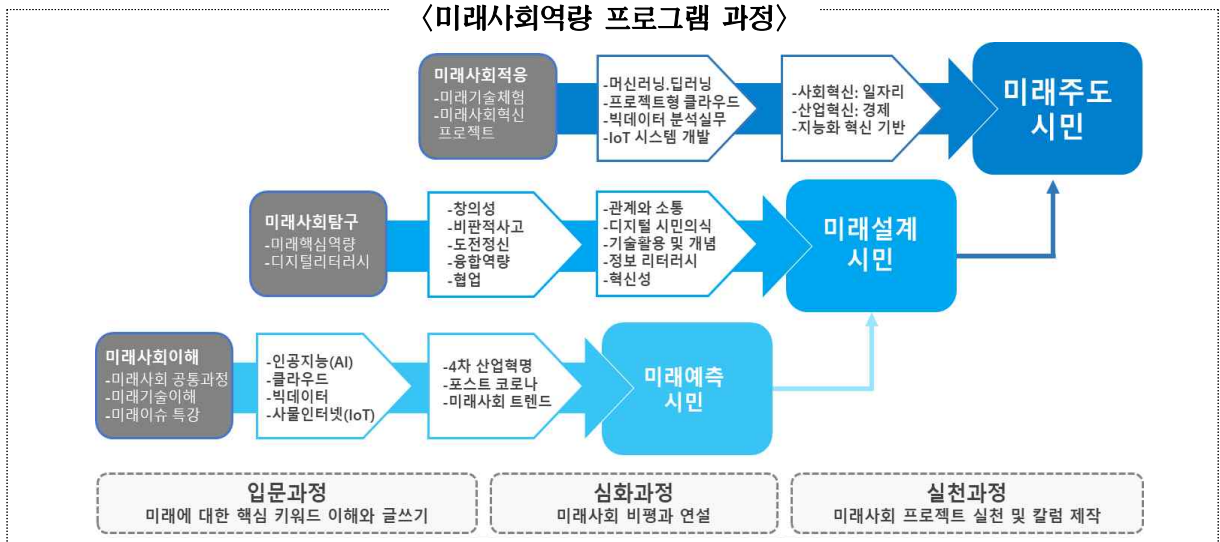 〈미래사회역량 프로그램 과정〉
미래사회적응
-미래기술체험
-미래사회혁신
프로젝트
-머신러닝.딥러닝
-프로젝트형 클라우드
-빅데이터 분석실무
-IoT 시스템 개발
-사회혁신: 일자리
-산업혁신: 경제
-지능화 혁신 기반
미래주도
시민
미래사회탐구
-미래핵심역량
-디지털리터러시
-창의성
-비판적사고
-도전정신
-융합역량
-협업
-관계와 소통
-디지털 시민의식
-기술활용 및 개념
-정보 리터러시
-혁신성
미래설계
시민
미래사회이해
-미래사회 공통과정
-미래기술이해
-미래이슈 특강
-인공지능(AI)
-클라우드
-빅데이터
-사물인터넷(IoT)
-4차 산업혁명
-포스트 코로나
-미래사회 트렌드
미래예측
시민
입문과정
미래에 대한 핵심 키워드 이해와 글쓰기
심화과정
미래사회 비평과 연설
실천과정
미래사회 프로젝트 실천 및 칼럼 제작